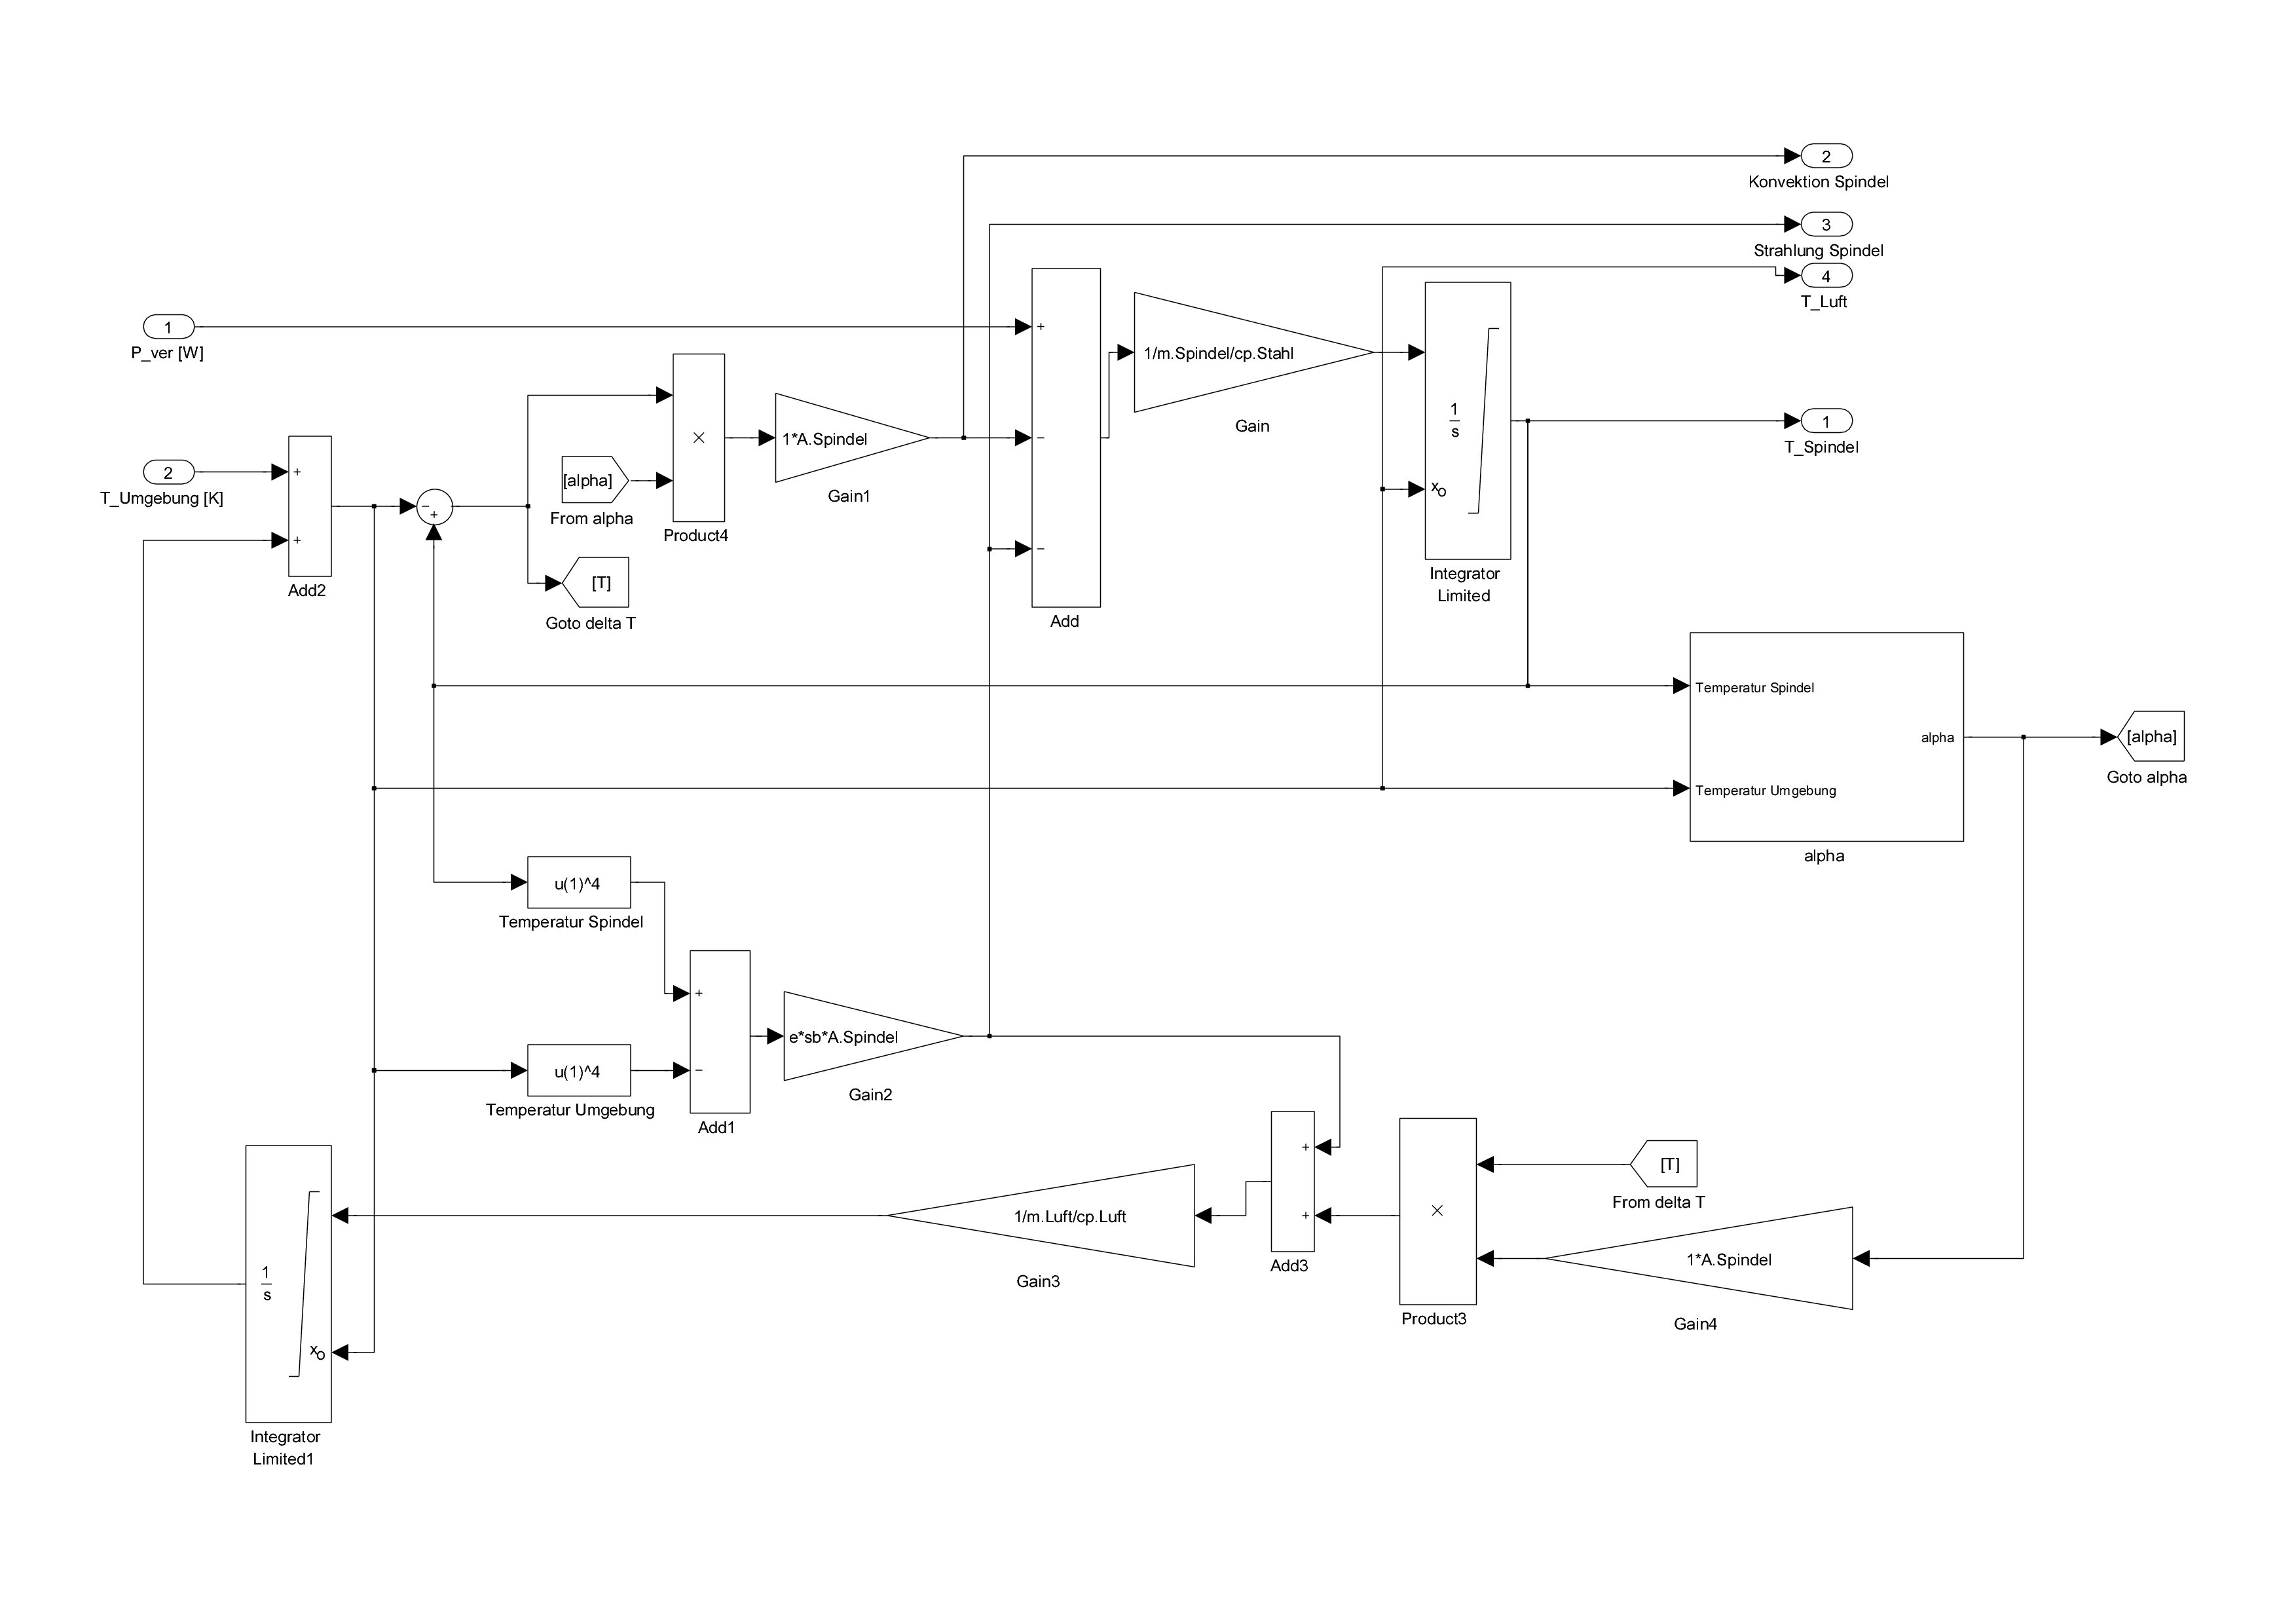 2
Konvektion Spindel
3
Strahlung Spindel
4
T_Luft
1
P_ver [W]
+
−
−
Add
1/m.Spindel/cp.Stahl
Gain
1
s
xo
Integrator
Limited
1
T_Spindel
2
T_Umgebung [K]
+
+
Add2
−
+
[alpha]
From alpha
×
Product4
1*A.Spindel
Gain1
[T]
Goto delta T
Temperatur Spindel
alpha
Temperatur Umgebung
alpha
[alpha]
Goto alpha
u(1)^4
Temperatur Spindel
u(1)^4
Temperatur Umgebung
+
−
Add1
e*sb*A.Spindel
Gain2
+
+
Add3
×
Product3
[T]
From delta T
1*A.Spindel
Gain4
1/m.Luft/cp.Luft
Gain3
1
s
xo
Integrator
Limited1